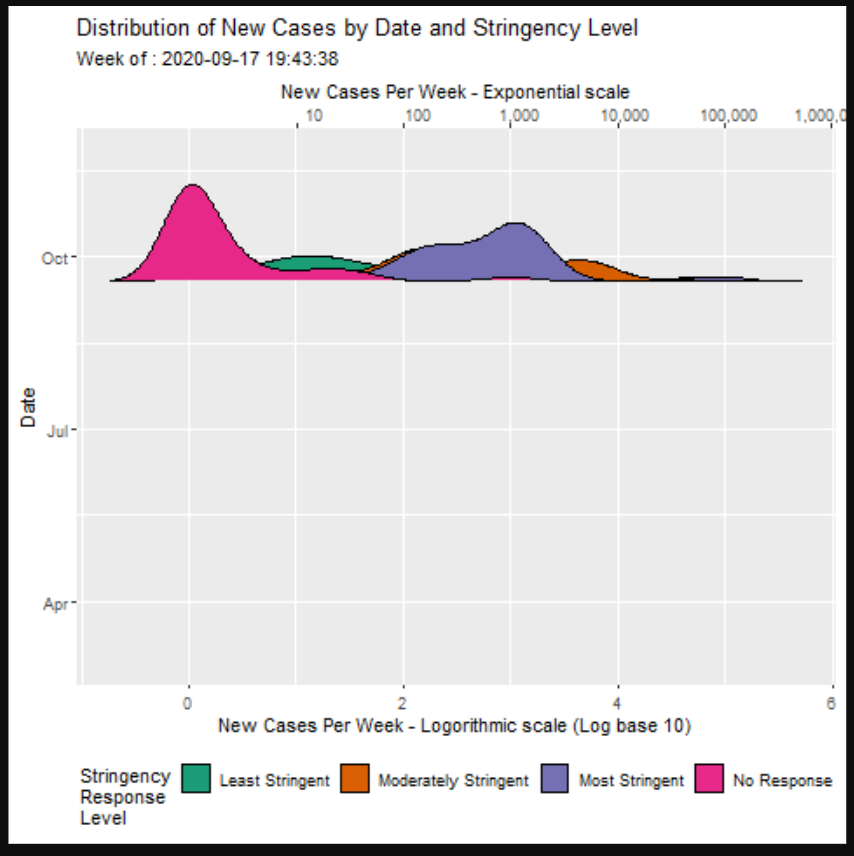 Distribution of New Cases by Date and Stringency Level
Week of : 2020-09-17 19:43:38
New Cases Per Week - Exponential scale
10 100 1,000 10,000 100,000 1,000,0
Oct
Date
Jul
Apr
0 2 4 6
New Cases Per Week - Logorithmic scale (Log base 10)
Stringency
Response
Level
Least Stringent Moderately Stringent Most Stringent No Response